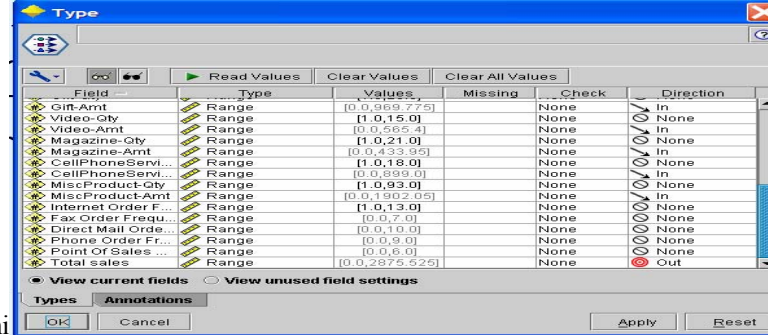 Type
Read Values Clear Values Clear All Values
Field Type Values Missing Check Direction
Gift-Amt Range [0.0,969.775] None In
Video-Qty Range [1.0,15.0] None None
Video-Amt Range [0.0,565.4] None In
Magazine-Qty Range [1.0,21.0] None None
Magazine-Amt Range [0.0,433.95] None In
CellPhoneServi... Range [1.0,18.0] None None
CellPhoneServi... Range [0.0,899.0] None In
MiscProduct-Qty Range [1.0,93.0] None None
MiscProduct-Amt Range [0.0,1902.05] None In
Internet Order F... Range [1.0,13.0] None None
Fax Order Frequ... Range [0.0,7.0] None None
Direct Mail Orde... Range [0.0,10.0] None None
Phone Order Fr... Range [0.0,9.0] None None
Point Of Sales ... Range [0.0,6.0] None None
Total sales Range [0.0,2875.525] None Out
View current fields View unused field settings
Types Annotations
OK Cancel Apply Reset